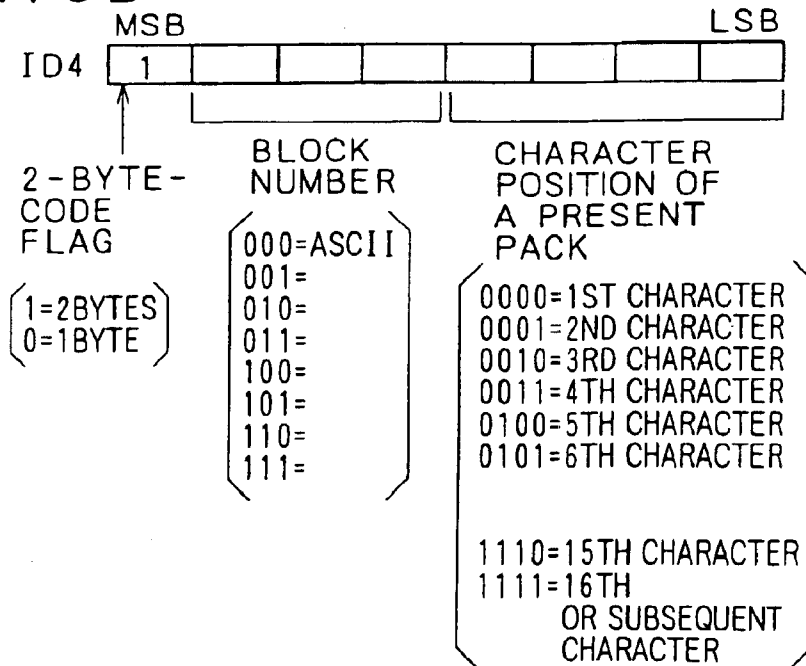 MSB LSB
ID4 1
2-BYTE-
CODE
FLAG
(1=2BYTES
0=1BYTE)
BLOCK
NUMBER
(000=ASCII
001=
010=
011=
100=
101=
110=
111=)
CHARACTER
POSITION OF
A PRESENT
PACK
(0000=1ST CHARACTER
0001=2ND CHARACTER
0010=3RD CHARACTER
0011=4TH CHARACTER
0100=5TH CHARACTER
0101=6TH CHARACTER
1110=15TH CHARACTER
1111=16TH
OR SUBSEQUENT
CHARACTER)